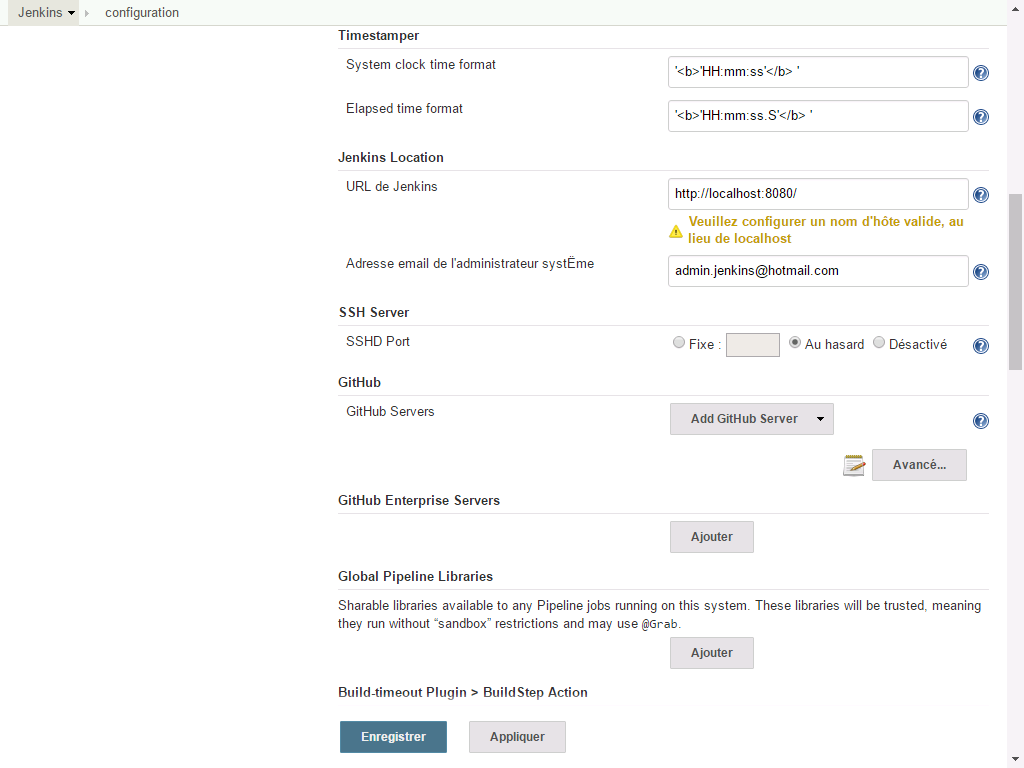 Jenkins configuration
Timestamper
System clock time format
'<b>'HH:mm:ss'</b> '
Elapsed time format
'<b>'HH:mm:ss.S'</b> '
Jenkins Location
URL de Jenkins
http://localhost:8080/
Veuillez configurer un nom d'hôte valide, au
lieu de localhost
Adresse email de l'administrateur systËme
admin.jenkins@hotmail.com
SSH Server
SSHD Port
Fixe : Au hasard Désactivé
GitHub
GitHub Servers
Add GitHub Server
Avancé...
GitHub Enterprise Servers
Ajouter
Global Pipeline Libraries
Sharable libraries available to any Pipeline jobs running on this system. These libraries will be trusted, meaning
they run without “sandbox” restrictions and may use @Grab.
Ajouter
Build-timeout Plugin > BuildStep Action
Enregistrer Appliquer